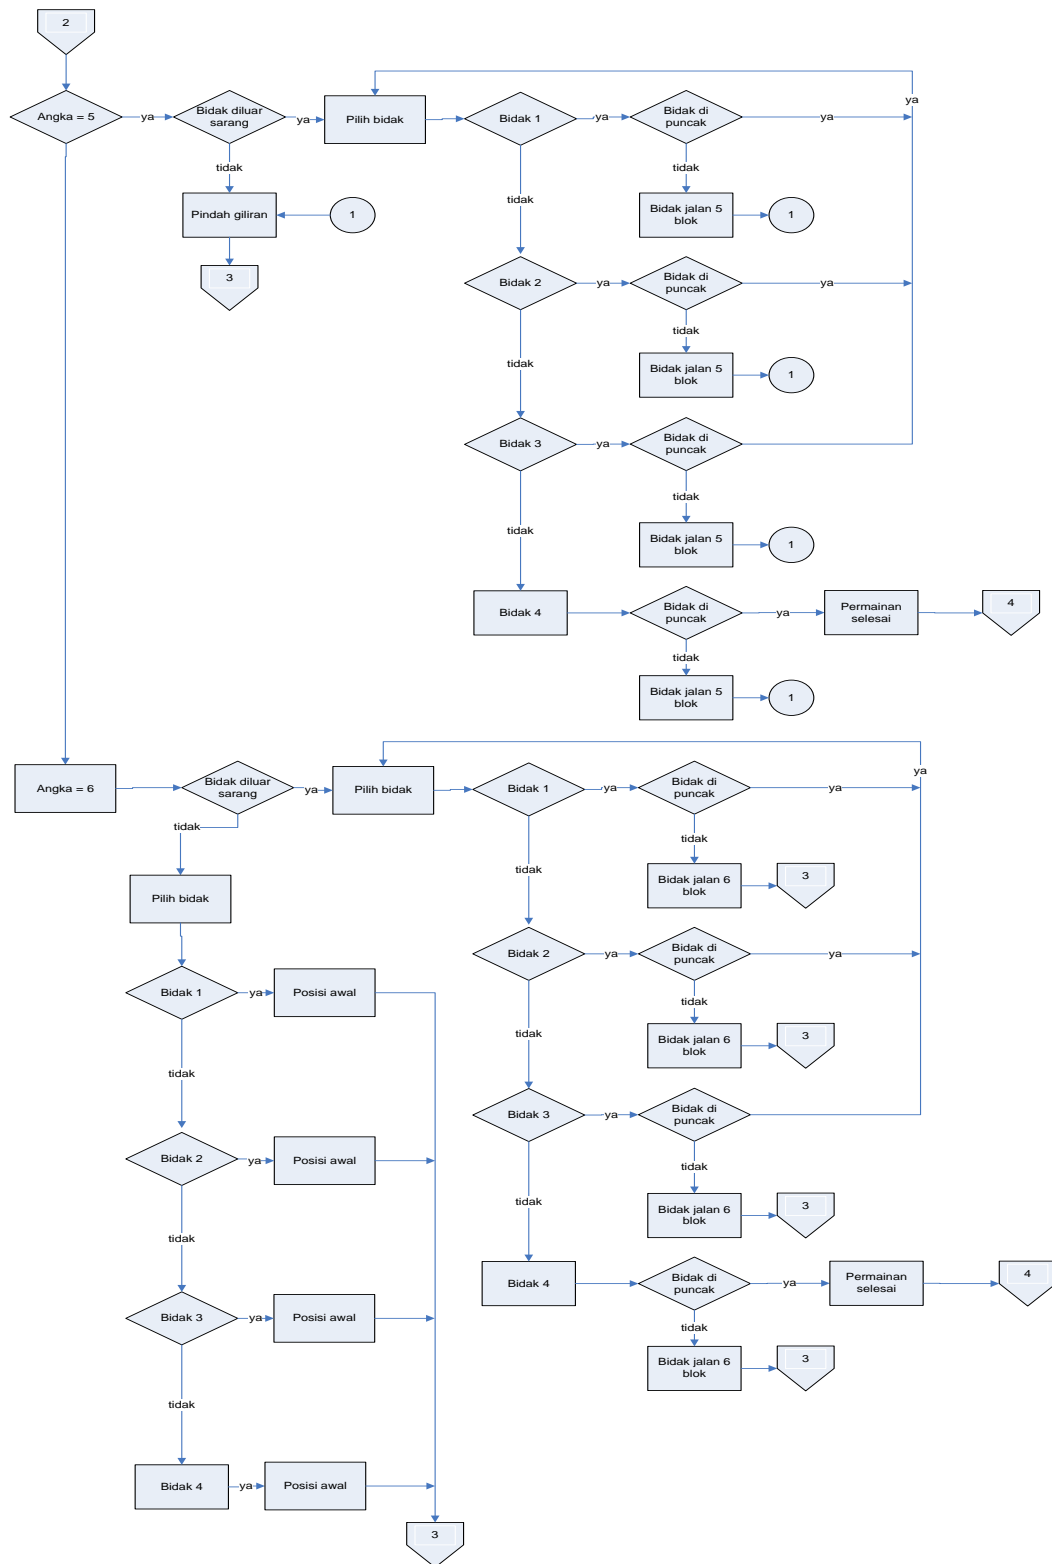 2
Angka = 5
ya
Bidak diluar
sarang
ya
Pilih bidak
Bidak 1
ya
Bidak di
puncak
ya
ya
tidak
tidak
tidak
Pindah giliran
1
Bidak jalan 5
blok
1
3
Bidak 2
ya
Bidak di
puncak
ya
tidak
tidak
Bidak jalan 5
blok
1
Bidak 3
ya
Bidak di
puncak
tidak
tidak
Bidak jalan 5
blok
1
Bidak 4
Bidak di
puncak
ya
Permainan
selesai
4
tidak
Bidak jalan 5
blok
1
Angka = 6
Bidak diluar
sarang
ya
Pilih bidak
Bidak 1
ya
Bidak di
puncak
ya
ya
tidak
tidak
tidak
Pilih bidak
Bidak jalan 6
blok
3
Bidak 2
ya
Bidak di
puncak
ya
Bidak 1
ya
Posisi awal
tidak
tidak
Bidak jalan 6
blok
3
tidak
Bidak 3
ya
Bidak di
puncak
Bidak 2
ya
Posisi awal
tidak
tidak
Bidak jalan 6
blok
3
tidak
Bidak 4
Bidak di
puncak
ya
Permainan
selesai
4
Bidak 3
ya
Posisi awal
tidak
Bidak jalan 6
blok
3
tidak
Bidak 4
ya
Posisi awal
3